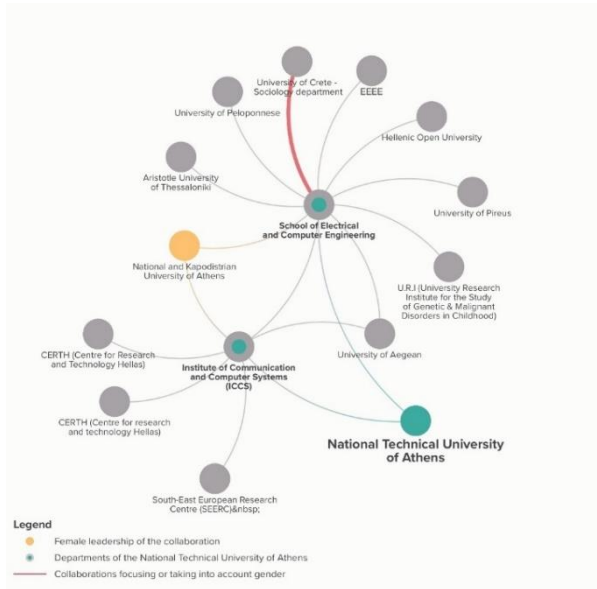 University of Crete -
Sociology department
EEEE
University of Peloponnese
Hellenic Open University
Aristotle University
of Thessaloniki
University of Pireus
School of Electrical
and Computer Engineering
National and Kapodistrian
University of Athens
U.R.I (University Research
Institute for the Study
of Genetic & Malignant
Disorders in Childhood)
CERTH (Centre for Research
and Technology Hellas)
University of Aegean
Institute of Communication
and Computer Systems
(ICCS)
CERTH (Centre for research
and technology Hellas)
National Technical University
of Athens
South-East European Research
Centre (SEERC)&nbsp;
Legend
Female leadership of the collaboration
Departments of the National Technical University of Athens
Collaborations focusing or taking into account gender